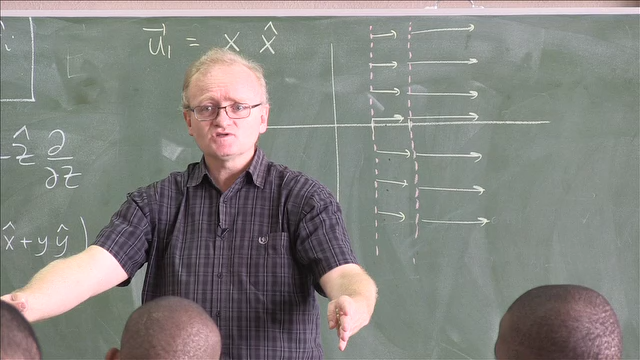 î
u⃗₁ = x x̂
ẑ ∂/∂z
x̂ + y ŷ )